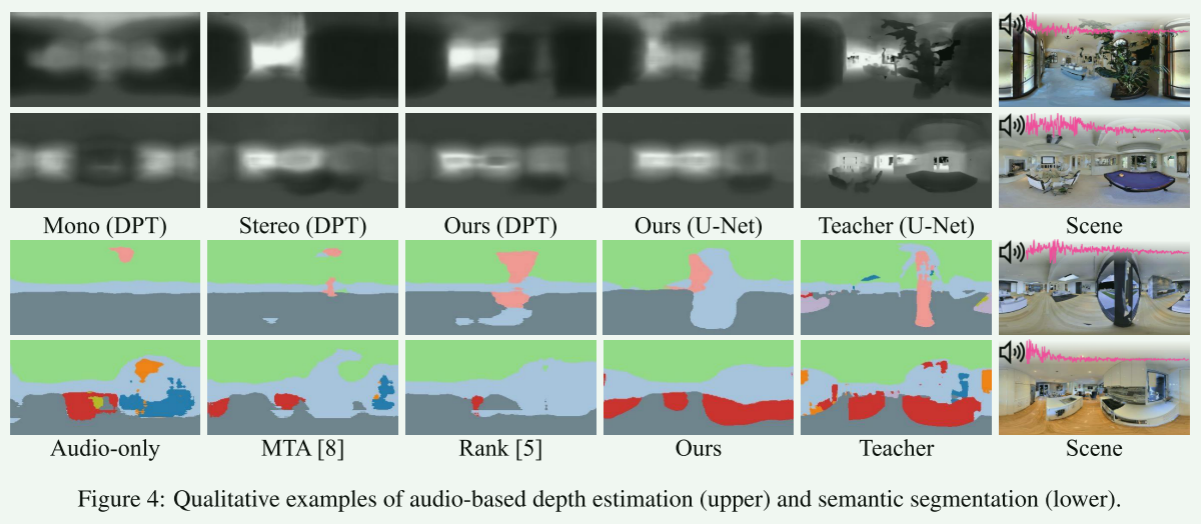 Mono (DPT) Stereo (DPT) Ours (DPT) Ours (U-Net) Teacher (U-Net) Scene
Audio-only MTA [8] Rank [5] Ours Teacher Scene
Figure 4: Qualitative examples of audio-based depth estimation (upper) and semantic segmentation (lower).